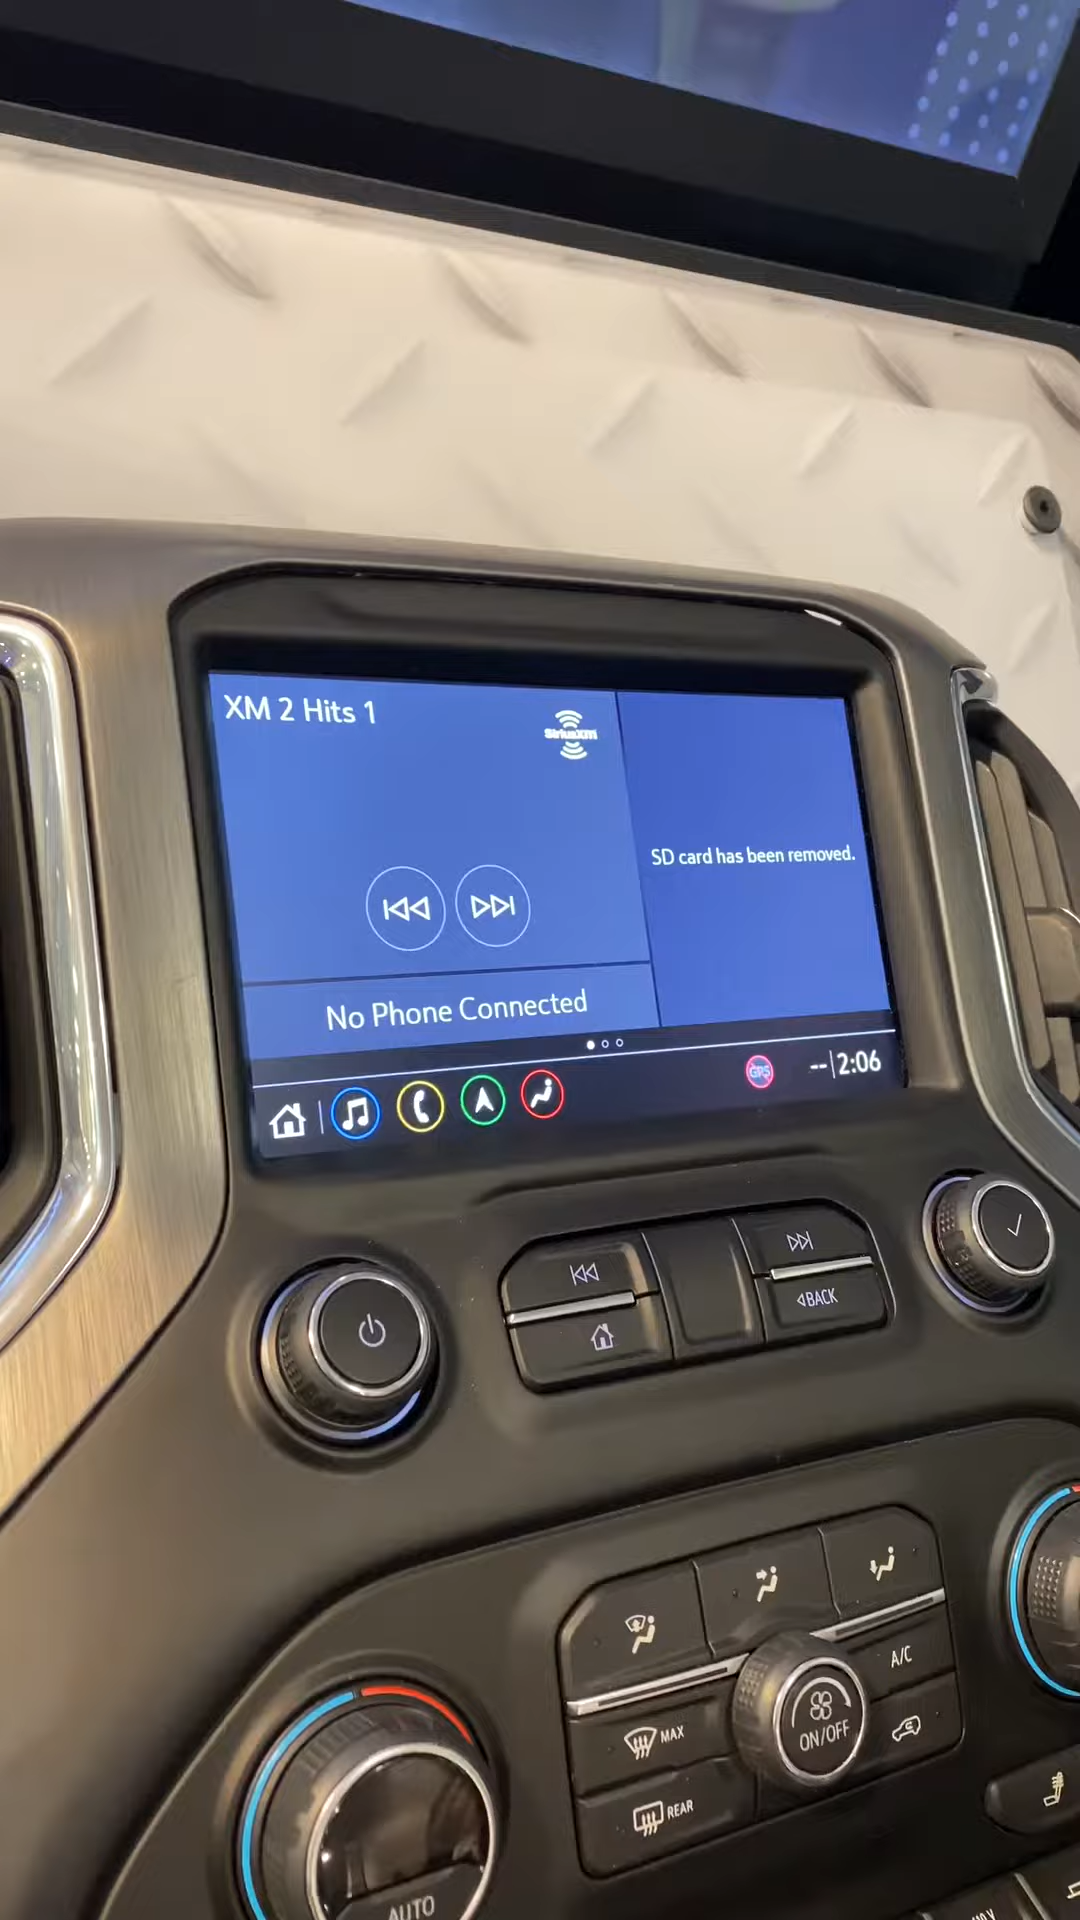 XM 2 Hits 1
SiriusXM
SD card has been removed.
No Phone Connected
GPS
--
2:06
BACK
A/C
MAX
ON/OFF
REAR
AUTO